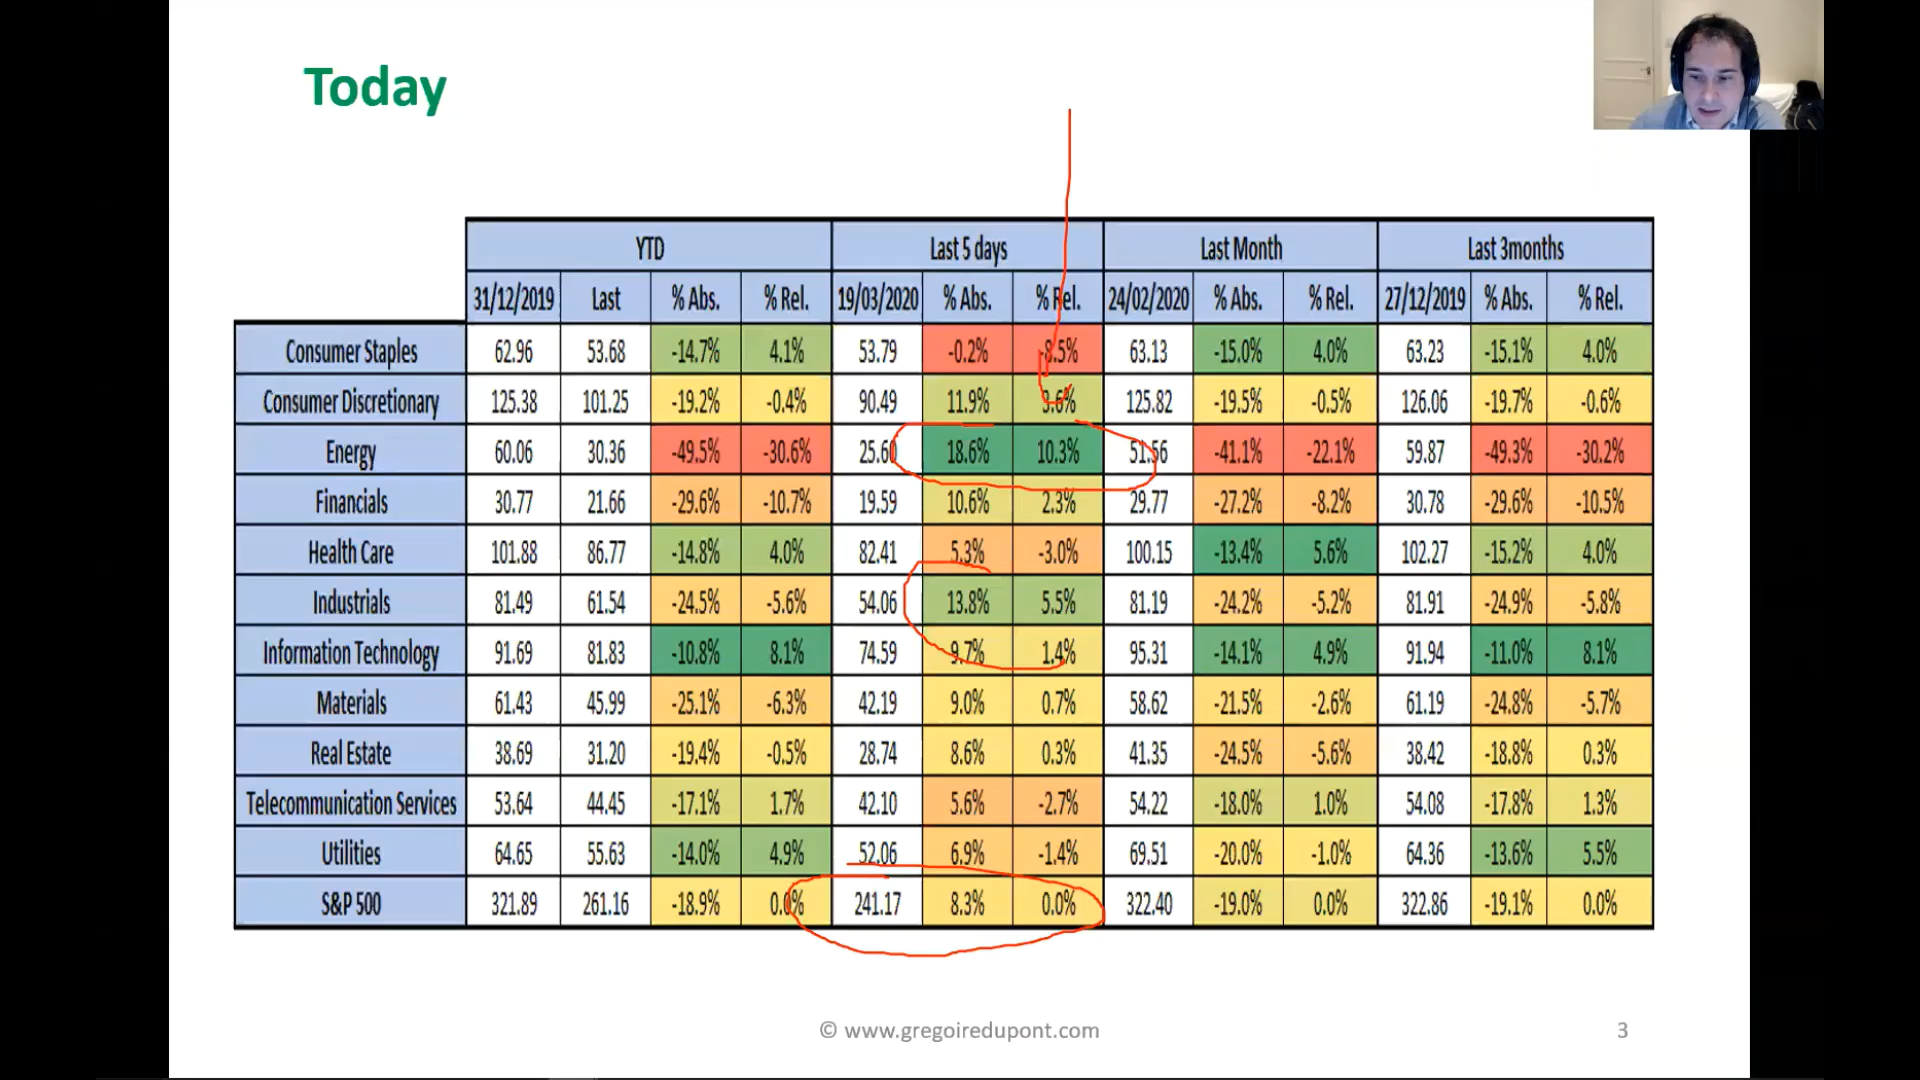 Today
YTD Last 5 days Last Month Last 3months
31/12/2019 Last % Abs. % Rel. 19/03/2020 % Abs. % Rel. 24/02/2020 % Abs. % Rel. 27/12/2019 % Abs. % Rel.
Consumer Staples 62.96 53.68 -14.7% 4.1% 53.79 -0.2% -8.5% 63.13 -15.0% 4.0% 63.23 -15.1% 4.0%
Consumer Discretionary 125.38 101.25 -19.2% -0.4% 90.49 11.9% 3.6% 125.82 -19.5% -0.5% 126.06 -19.7% -0.6%
Energy 60.06 30.36 -49.5% -30.6% 25.60 18.6% 10.3% 51.56 -41.1% -22.1% 59.87 -49.3% -30.2%
Financials 30.77 21.66 -29.6% -10.7% 19.59 10.6% 2.3% 29.77 -27.2% -8.2% 30.78 -29.6% -10.5%
Health Care 101.88 86.77 -14.8% 4.0% 82.41 5.3% -3.0% 100.15 -13.4% 5.6% 102.27 -15.2% 4.0%
Industrials 81.49 61.54 -24.5% -5.6% 54.06 13.8% 5.5% 81.19 -24.2% -5.2% 81.91 -24.9% -5.8%
Information Technology 91.69 81.83 -10.8% 8.1% 74.59 9.7% 1.4% 95.31 -14.1% 4.9% 91.94 -11.0% 8.1%
Materials 61.43 45.99 -25.1% -6.3% 42.19 9.0% 0.7% 58.62 -21.5% -2.6% 61.19 -24.8% -5.7%
Real Estate 38.69 31.20 -19.4% -0.5% 28.74 8.6% 0.3% 41.35 -24.5% -5.6% 38.42 -18.8% 0.3%
Telecommunication Services 53.64 44.45 -17.1% 1.7% 42.10 5.6% -2.7% 54.22 -18.0% 1.0% 54.08 -17.8% 1.3%
Utilities 64.65 55.63 -14.0% 4.9% 52.06 6.9% -1.4% 69.51 -20.0% -1.0% 64.36 -13.6% 5.5%
S&P 500 321.89 261.16 -18.9% 0.0% 241.17 8.3% 0.0% 322.40 -19.0% 0.0% 322.86 -19.1% 0.0%
© www.gregoiredupont.com 3